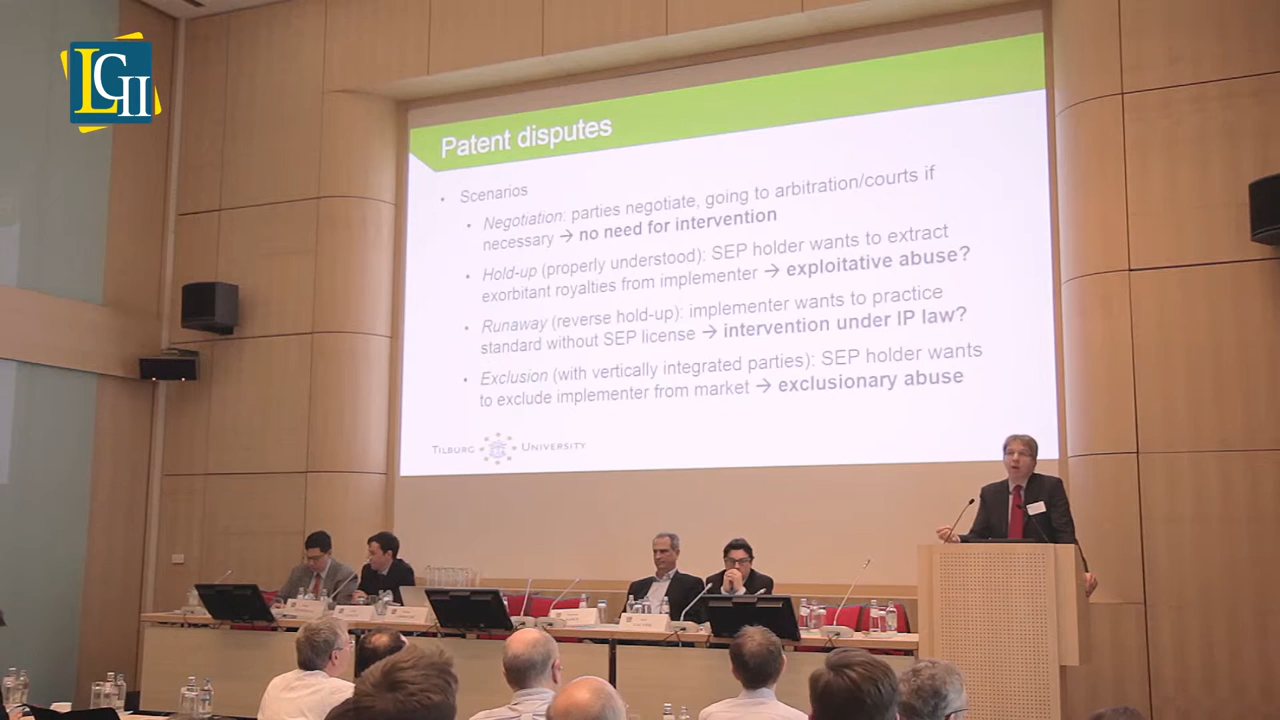 LCII
Patent disputes
• Scenarios
• Negotiation: parties negotiate, going to arbitration/courts if
necessary → no need for intervention
• Hold-up (properly understood): SEP holder wants to extract
exorbitant royalties from implementer → exploitative abuse?
• Runaway (reverse hold-up): implementer wants to practice
standard without SEP license → intervention under IP law?
• Exclusion (with vertically integrated parties): SEP holder wants
to exclude implementer from market → exclusionary abuse
TILBURG UNIVERSITY